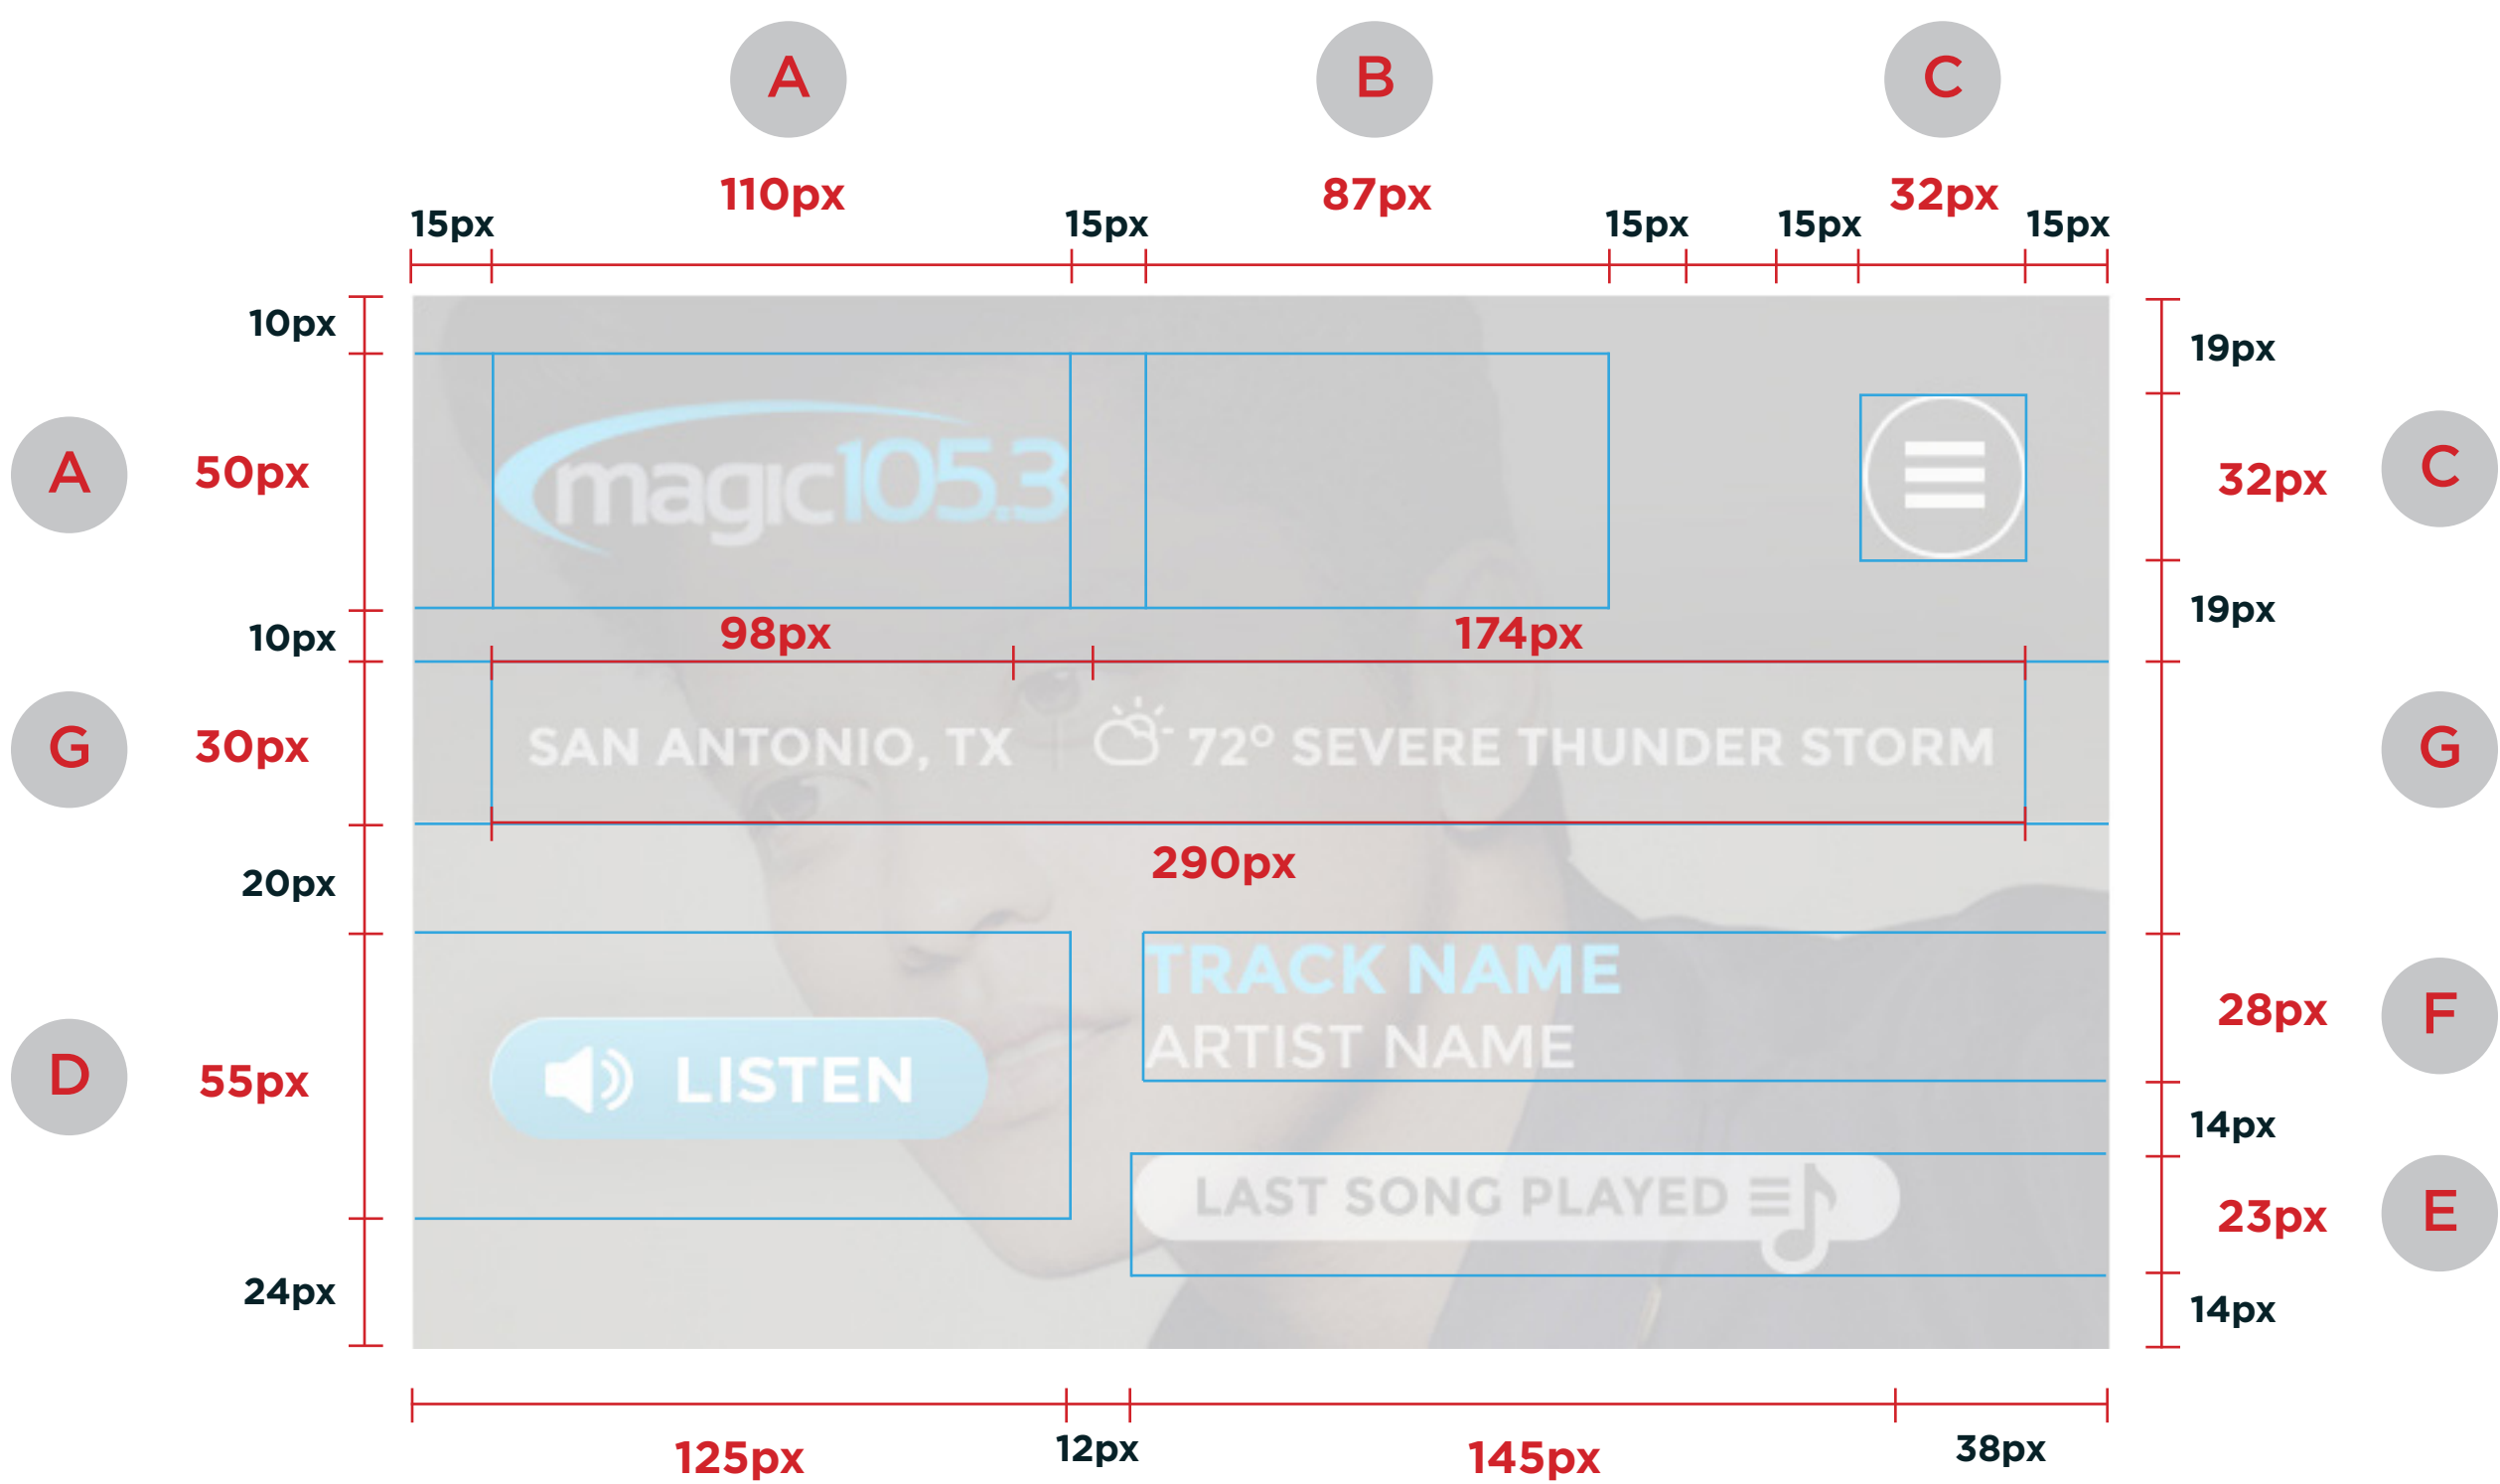 A B C
110px 87px 32px
15px 15px 15px 15px 15px
10px
19px
magic105.3
A 50px 32px C
10px 98px 174px 19px
G 30px SAN ANTONIO, TX 72° SEVERE THUNDER STORM G
290px
20px
TRACK NAME
ARTIST NAME
28px F
D 55px LISTEN
14px
LAST SONG PLAYED
23px E
24px 14px
125px 12px 145px 38px